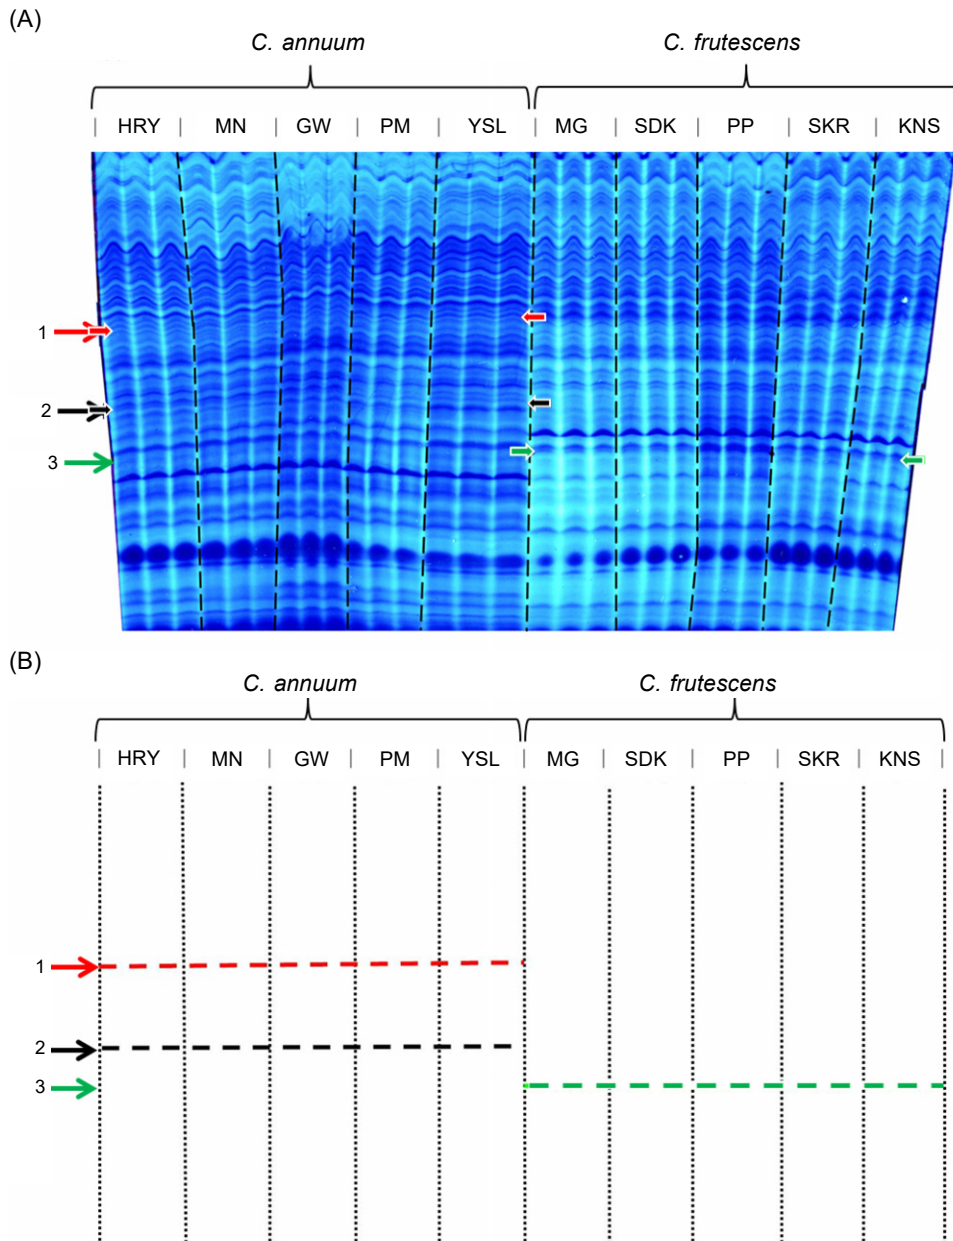 (A)
C. annuum C. frutescens
HRY MN GW PM YSL MG SDK PP SKR KNS
1
2
3
(B)
C. annuum C. frutescens
HRY MN GW PM YSL MG SDK PP SKR KNS
1
2
3